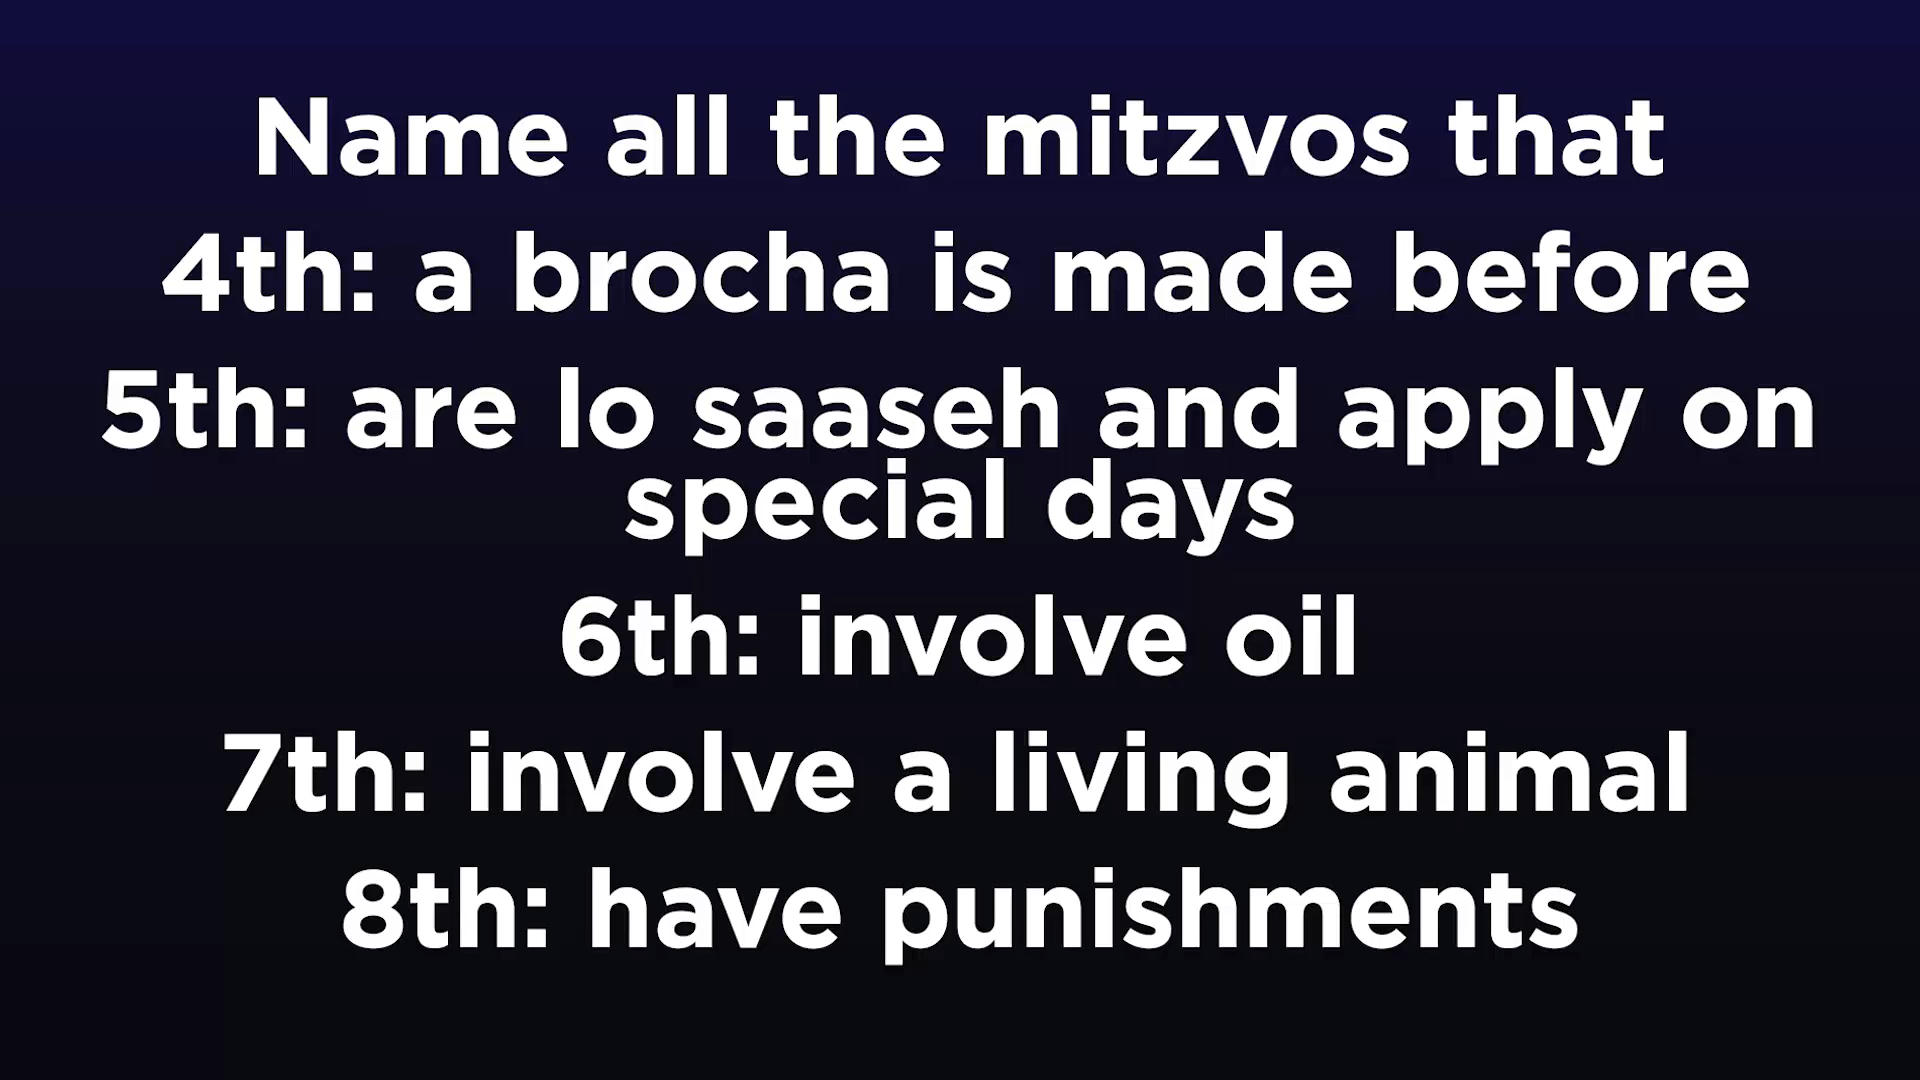 Name all the mitzvos that
4th: a brocha is made before
5th: are lo saaseh and apply on
special days
6th: involve oil
7th: involve a living animal
8th: have punishments